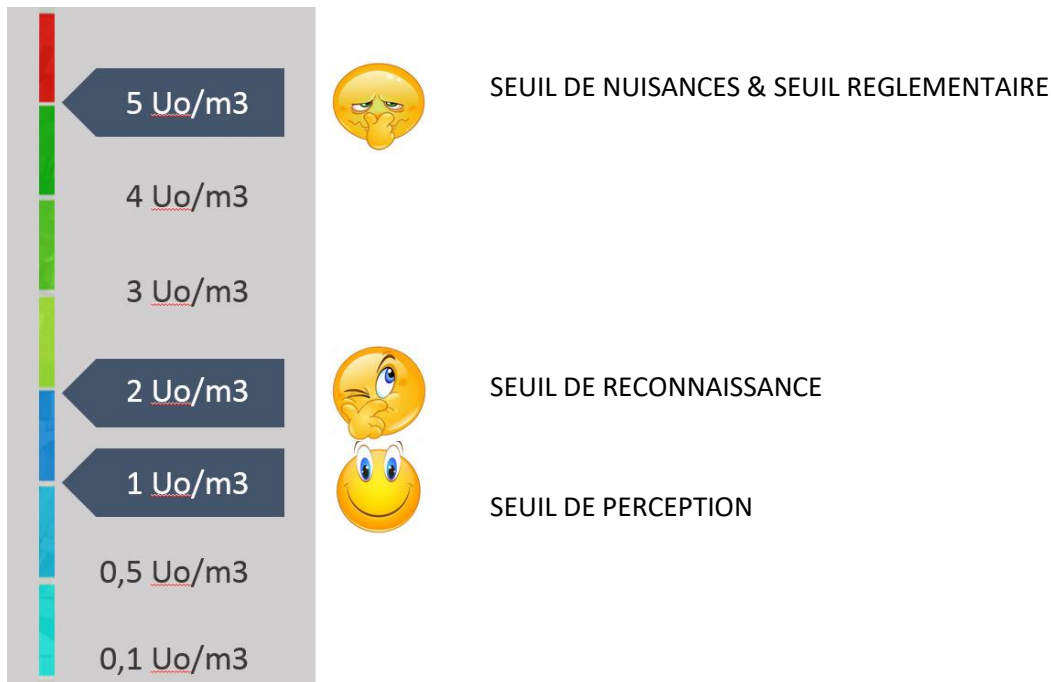 5 Uo/m3
SEUIL DE NUISANCES & SEUIL REGLEMENTAIRE
4 Uo/m3
3 Uo/m3
2 Uo/m3
SEUIL DE RECONNAISSANCE
1 Uo/m3
SEUIL DE PERCEPTION
0,5 Uo/m3
0,1 Uo/m3